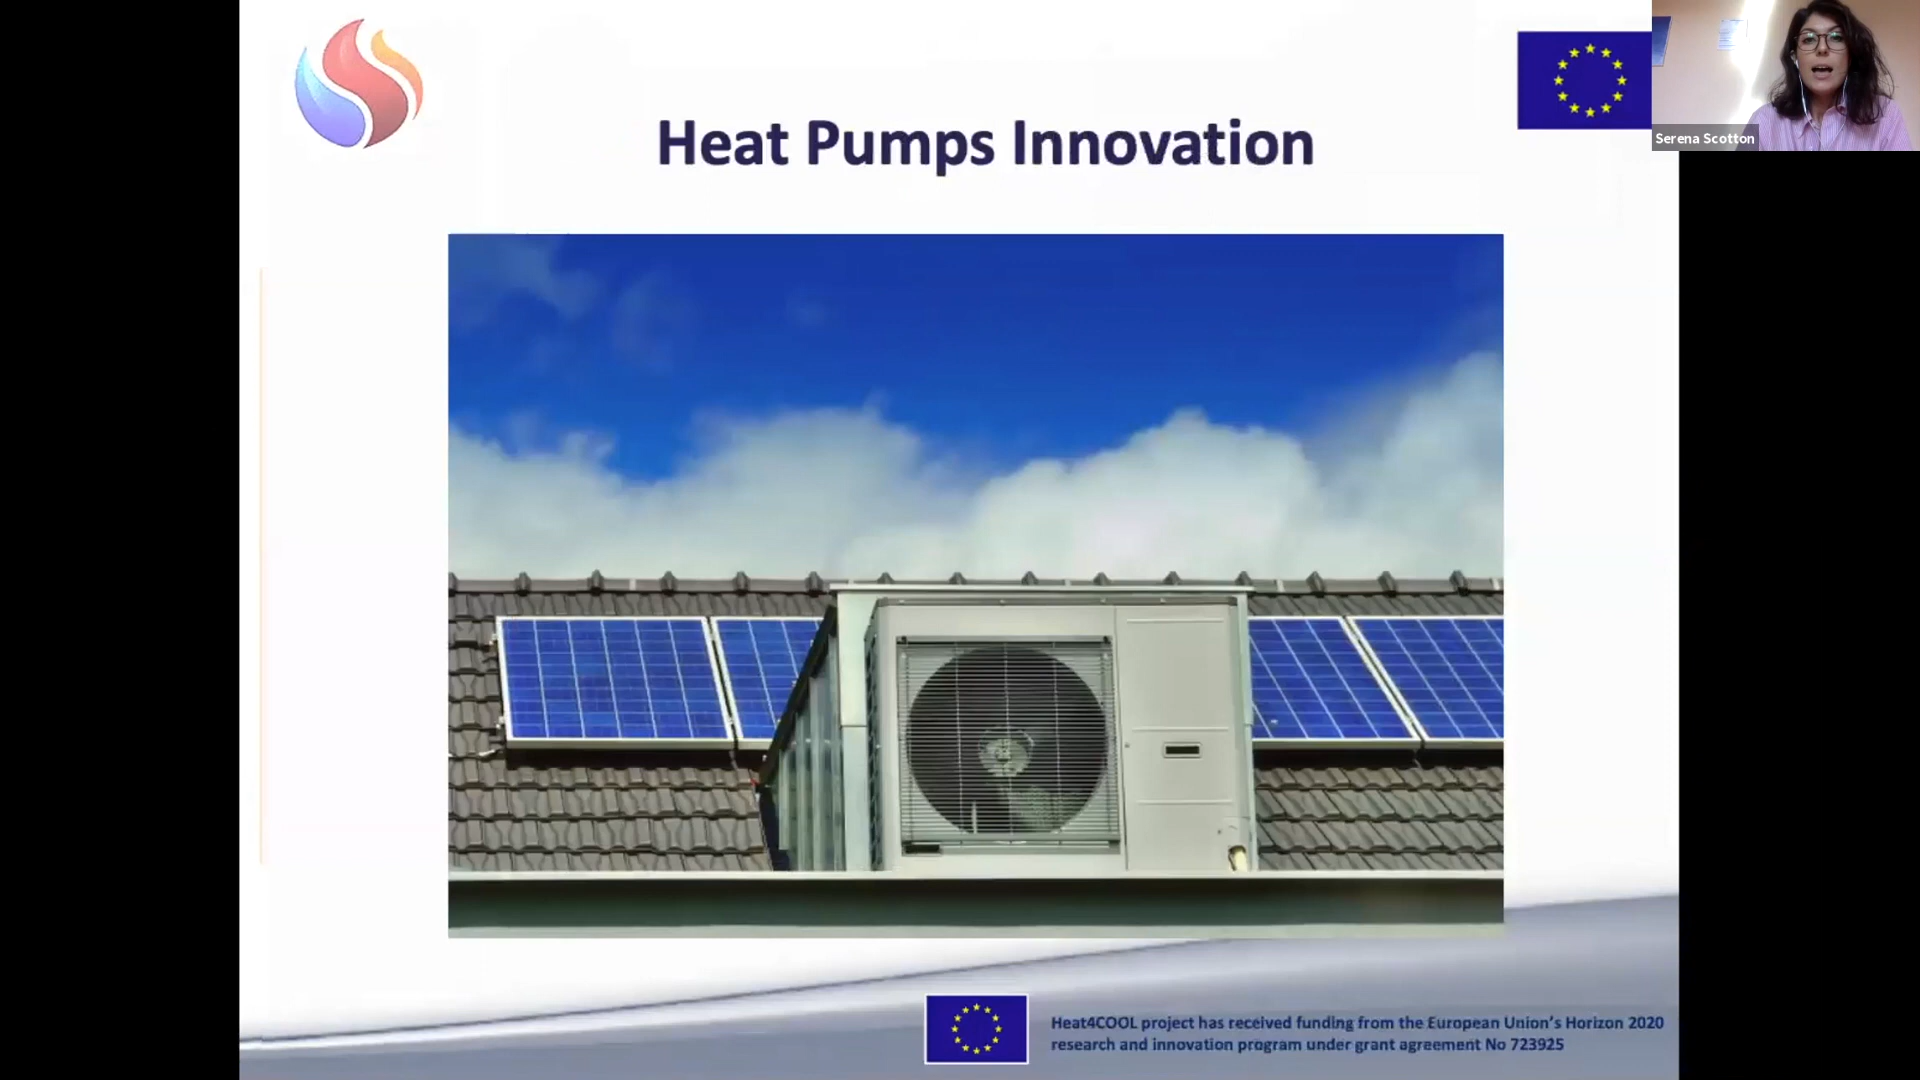 Heat Pumps Innovation
Serena Scotton
Heat4COOL project has received funding from the European Union's Horizon 2020
research and innovation program under grant agreement No 723925